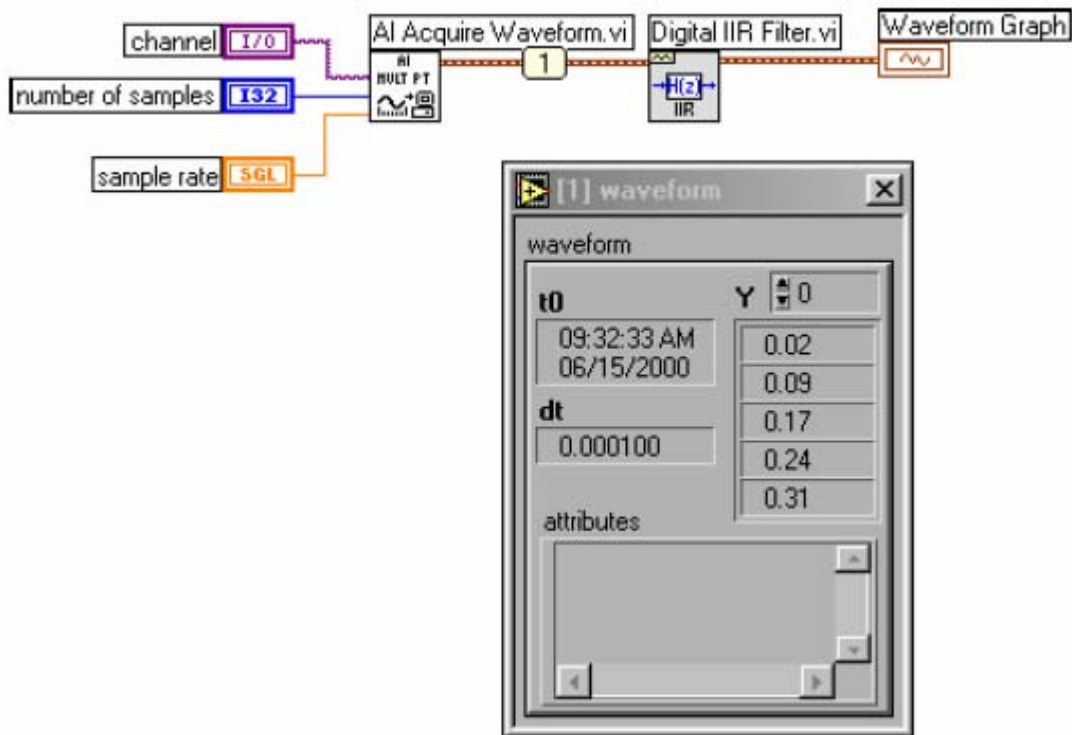 channel
I/O
number of samples
I32
sample rate
SGL
AI Acquire Waveform.vi
AI
MULT PT
1
Digital IIR Filter.vi
H(z)
IIR
Waveform Graph
[1] waveform
waveform
t0
09:32:33 AM
06/15/2000
dt
0.000100
Y
0
0.02
0.09
0.17
0.24
0.31
attributes